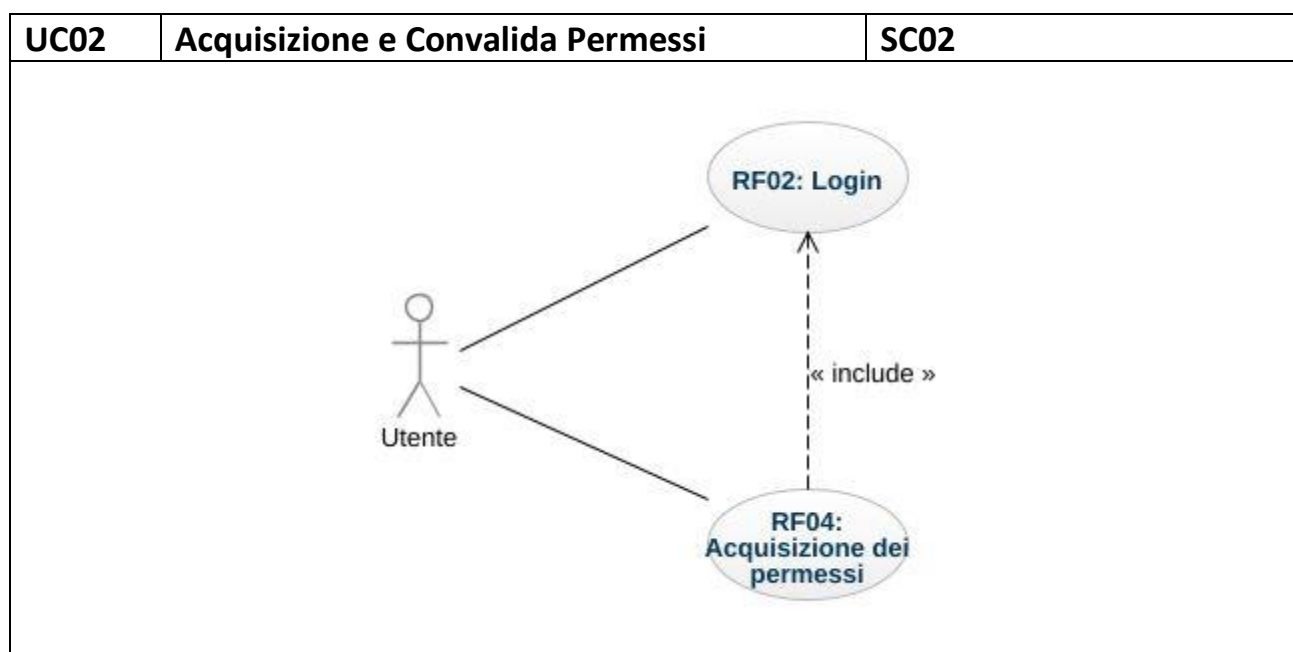 UC02 Acquisizione e Convalida Permessi SC02
RF02: Login
« include »
Utente
RF04:
Acquisizione dei
permessi